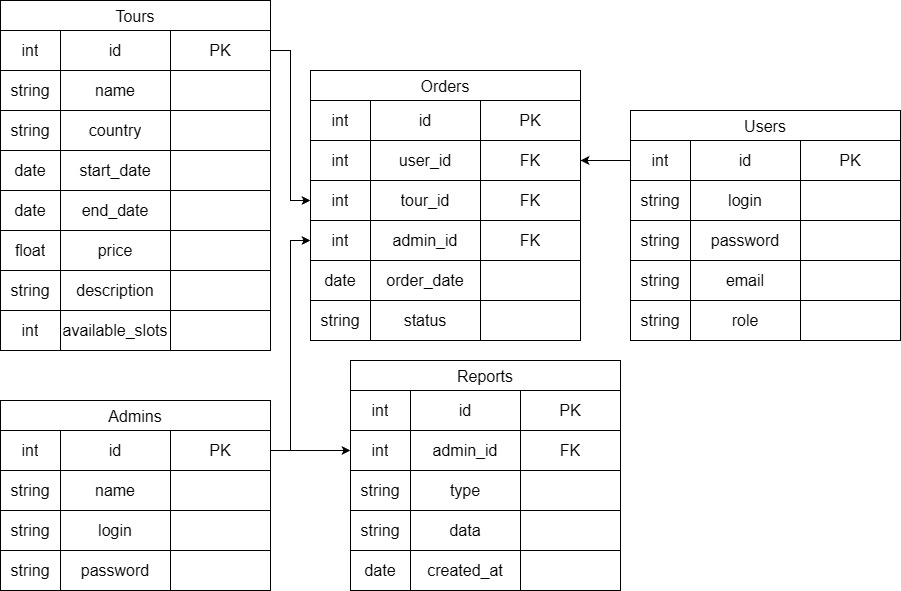 Tours
int id PK
string name
string country
date start_date
date end_date
float price
string description
int available_slots
Orders
int id PK
int user_id FK
int tour_id FK
int admin_id FK
date order_date
string status
Users
int id PK
string login
string password
string email
string role
Admins
int id PK
string name
string login
string password
Reports
int id PK
int admin_id FK
string type
string data
date created_at